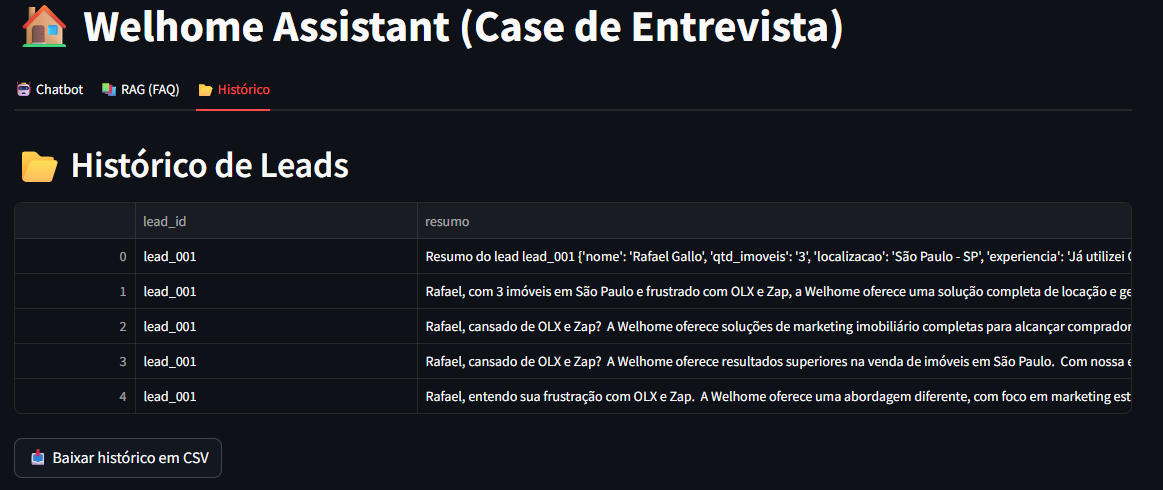 Welhome Assistant (Case de Entrevista)
Chatbot RAG (FAQ) Histórico
Histórico de Leads
lead_id resumo
0 lead_001 Resumo do lead lead_001 {'nome': 'Rafael Gallo', 'qtd_imoveis': '3', 'localizacao': 'São Paulo - SP', 'experiencia': 'Já utilizei
1 lead_001 Rafael, com 3 imóveis em São Paulo e frustrado com OLX e Zap, a Welhome oferece uma solução completa de locação e ge
2 lead_001 Rafael, cansado de OLX e Zap? A Welhome oferece soluções de marketing imobiliário completas para alcançar comprador
3 lead_001 Rafael, cansado de OLX e Zap? A Welhome oferece resultados superiores na venda de imóveis em São Paulo. Com nossa e
4 lead_001 Rafael, entendo sua frustração com OLX e Zap. A Welhome oferece uma abordagem diferente, com foco em marketing est
Baixar histórico em CSV